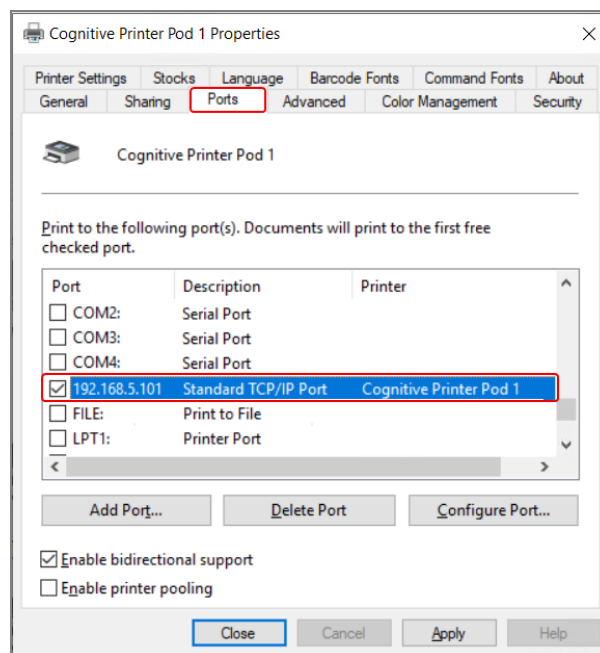 Cognitive Printer Pod 1 Properties
Printer Settings Stocks Language Barcode Fonts Command Fonts About
General Sharing Ports Advanced Color Management Security
Cognitive Printer Pod 1
Print to the following port(s). Documents will print to the first free
checked port.
Port Description Printer
COM2: Serial Port
COM3: Serial Port
COM4: Serial Port
192.168.5.101 Standard TCP/IP Port Cognitive Printer Pod 1
FILE: Print to File
LPT1: Printer Port
Add Port... Delete Port Configure Port...
Enable bidirectional support
Enable printer pooling
Close Cancel Apply Help